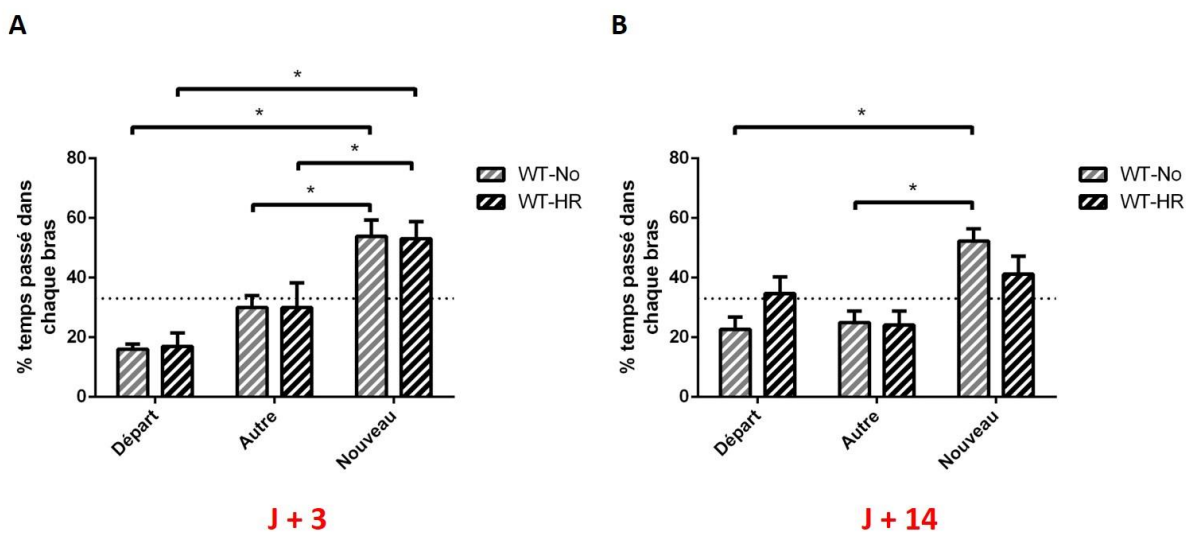 A
B
*
*
*
*
*
*
% temps passé dans
chaque bras
80
60
40
20
0
Départ
Autre
Nouveau
WT-No
WT-HR
J + 3
% temps passé dans
chaque bras
80
60
40
20
0
Départ
Autre
Nouveau
WT-No
WT-HR
J + 14